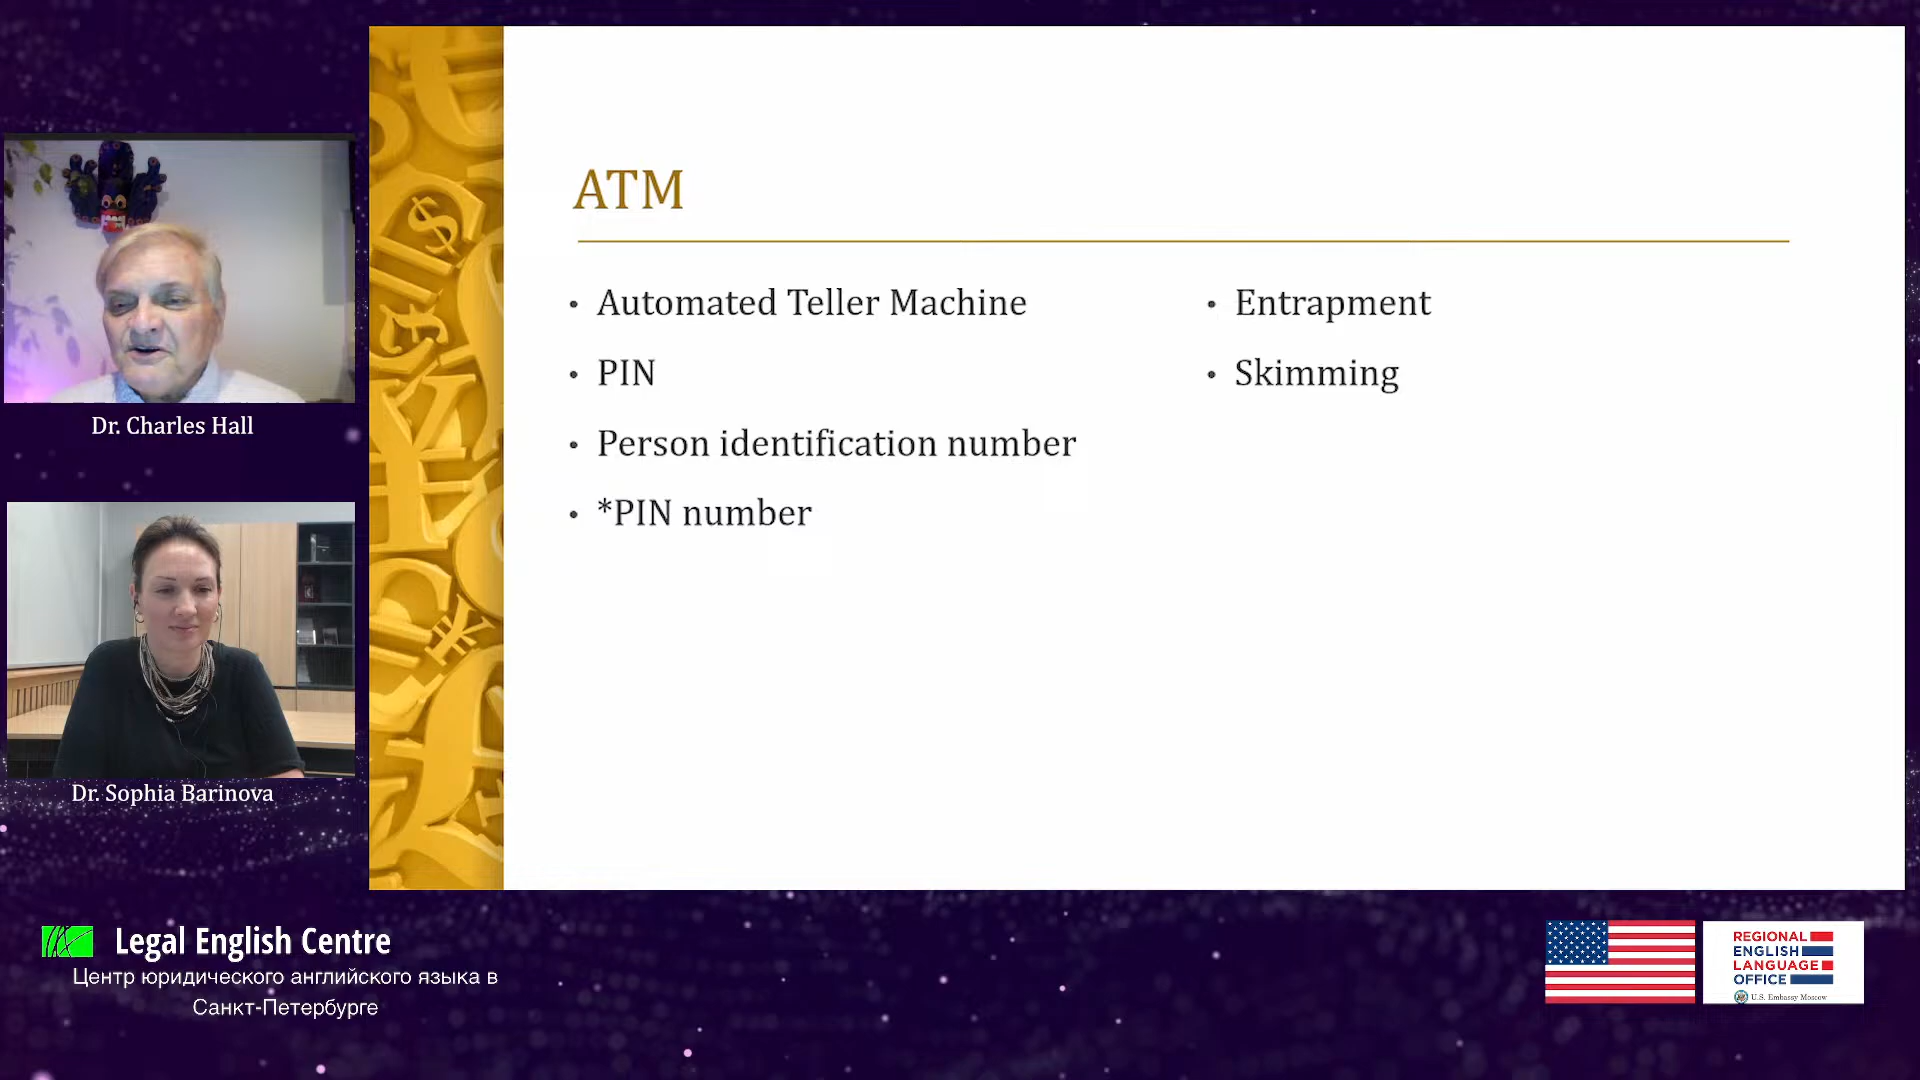 ATM
• Automated Teller Machine
• PIN
• Person identification number
• *PIN number
• Entrapment
• Skimming
Dr. Charles Hall
Dr. Sophia Barinova
Legal English Centre
Центр юридического английского языка в
Санкт-Петербурге
REGIONAL
ENGLISH
LANGUAGE
OFFICE
U.S. Embassy Moscow